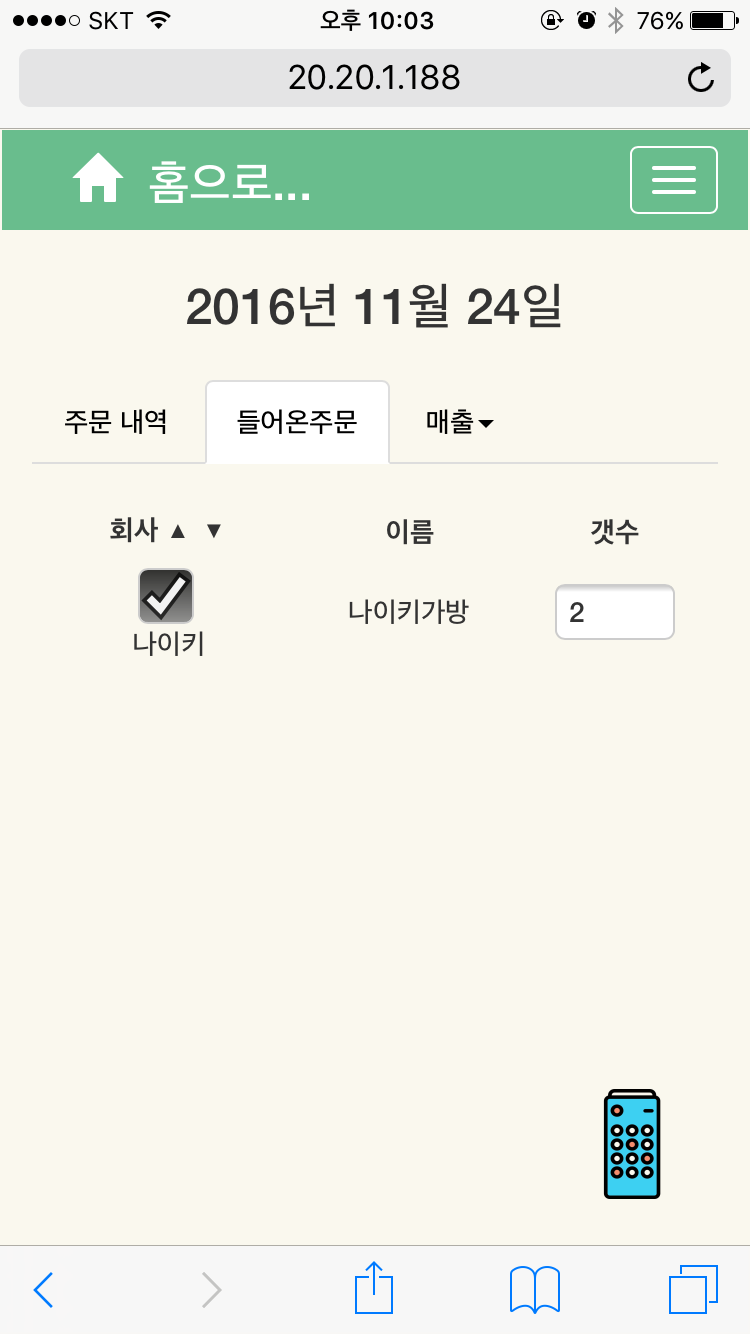 SKT 오후 10:03 76%
20.20.1.188
홈으로...
2016년 11월 24일
주문 내역 들어온주문 매출
회사 ▲ ▼ 이름 갯수
나이키 나이키가방 2